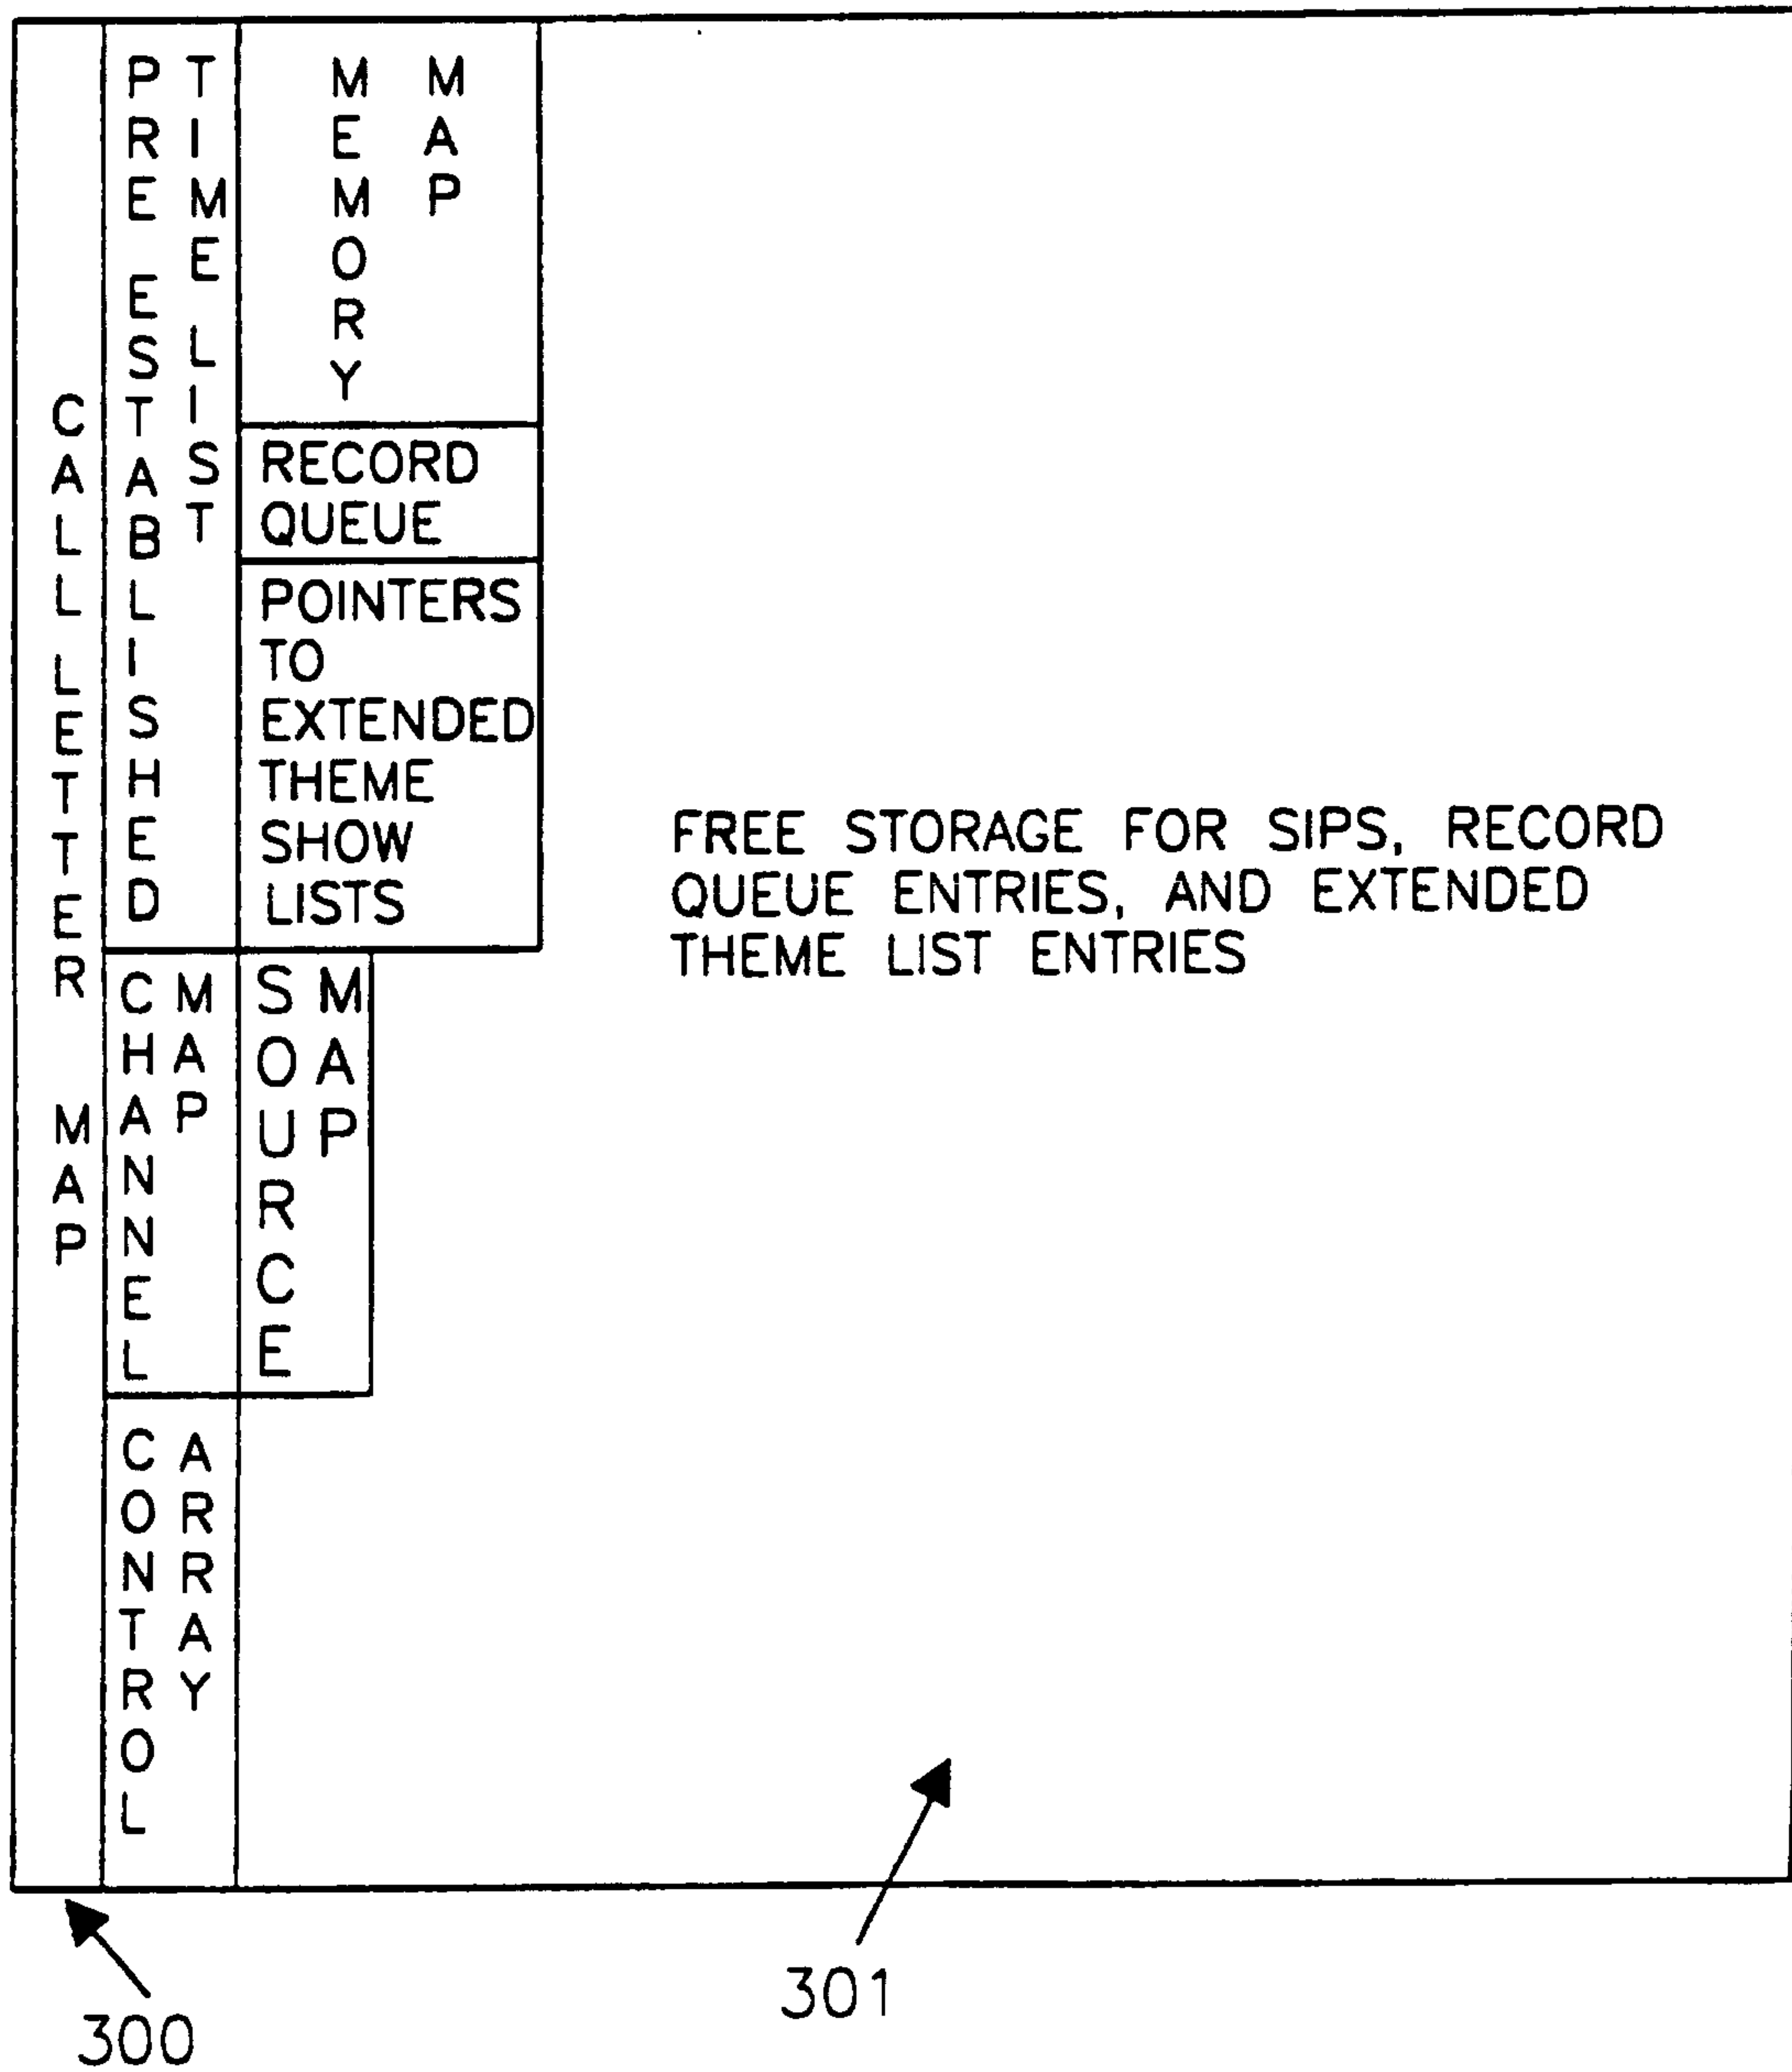 CALL LETTER MAP
PRE ESTABLISHED
TIME LIST
MEMORY
MAP
RECORD
QUEUE
POINTERS
TO
EXTENDED
THEME
SHOW
LISTS
CHANNEL
MAP
SOURCE
MAP
CONTROL
ARRAY
FREE STORAGE FOR SIPS, RECORD
QUEUE ENTRIES, AND EXTENDED
THEME LIST ENTRIES
300
301